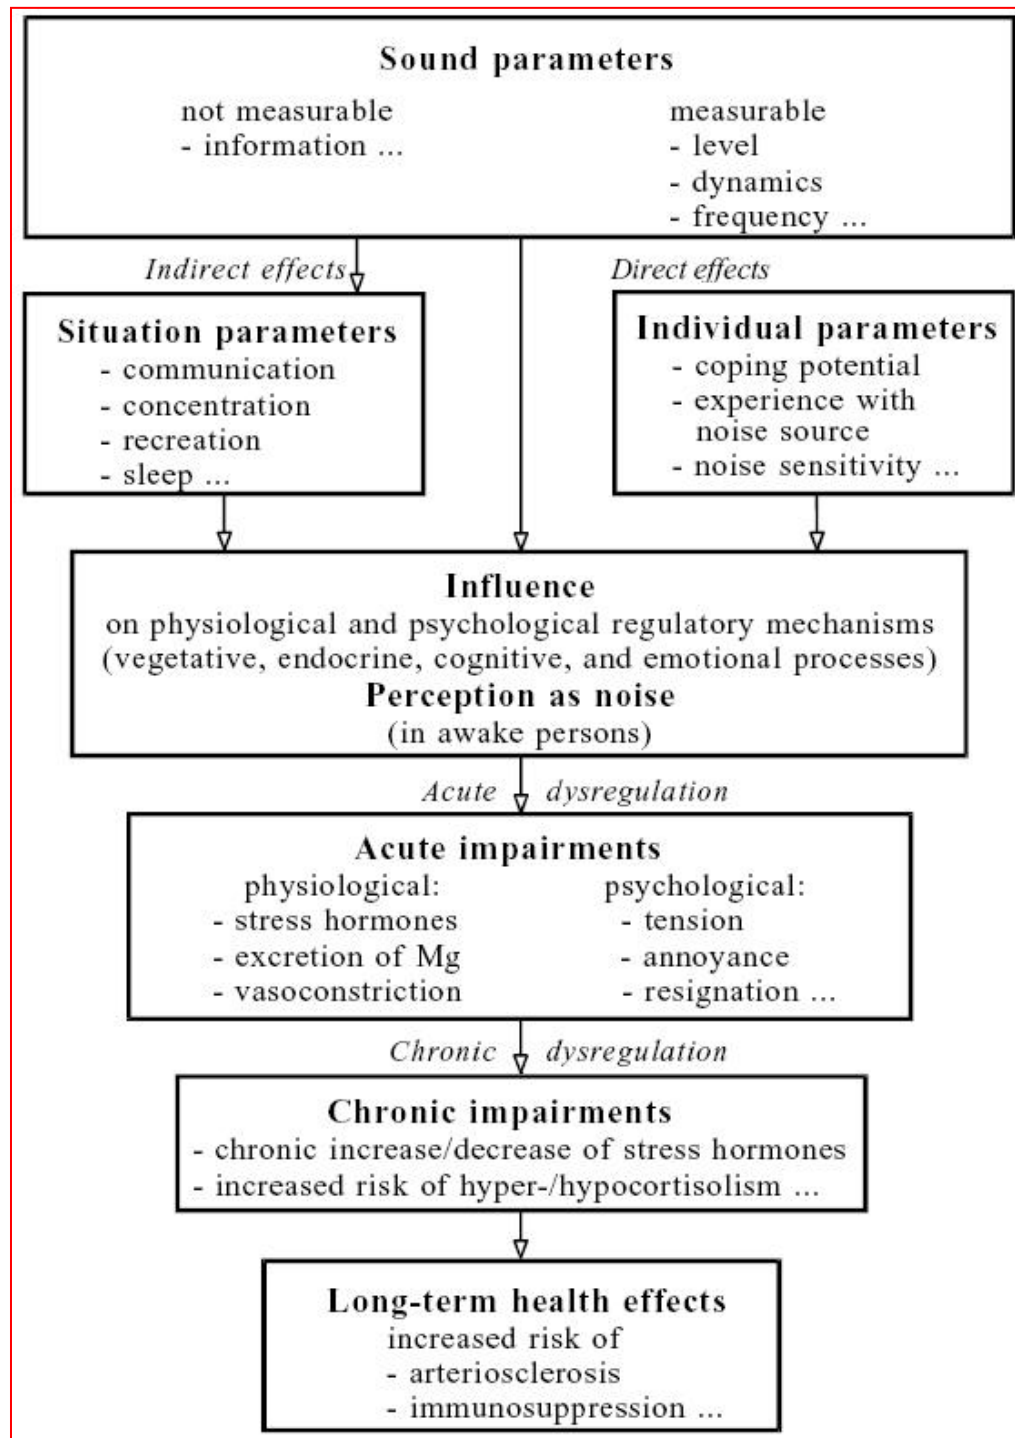 Sound parameters
not measurable
- information ...
measurable
- level
- dynamics
- frequency ...
Indirect effects
Direct effects
Situation parameters
- communication
- concentration
- recreation
- sleep ...
Individual parameters
- coping potential
- experience with
noise source
- noise sensitivity ...
Influence
on physiological and psychological regulatory mechanisms
(vegetative, endocrine, cognitive, and emotional processes)
Perception as noise
(in awake persons)
Acute dysregulation
Acute impairments
physiological:
- stress hormones
- excretion of Mg
- vasoconstriction
psychological:
- tension
- annoyance
- resignation ...
Chronic dysregulation
Chronic impairments
- chronic increase/decrease of stress hormones
- increased risk of hyper-/hypocortisolism ...
Long-term health effects
increased risk of
- arteriosclerosis
- immunosuppression ...